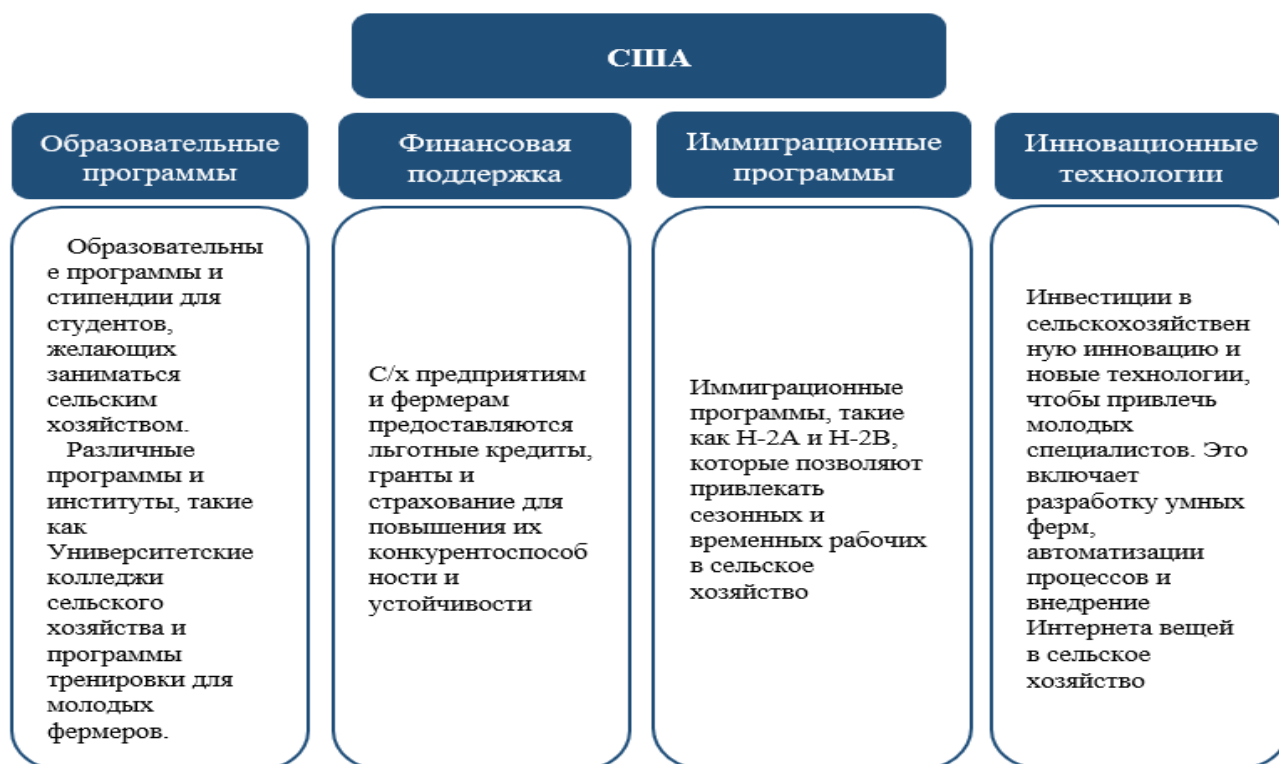 США
Образовательные
программы
Финансовая
поддержка
Иммиграционные
программы
Инновационные
технологии
Образовательны
е программы и
стипендии для
студентов,
желающих
заниматься
сельским
хозяйством.
Различные
программы и
институты, такие
как
Университетские
колледжи
сельского
хозяйства и
программы
тренировки для
молодых
фермеров.
С/х предприятиям
и фермерам
предоставляются
льготные кредиты,
гранты и
страхование для
повышения их
конкурентоспособ
ности и
устойчивости
Иммиграционные
программы, такие
как H-2A и H-2B,
которые позволяют
привлекать
сезонных и
временных рабочих
в сельское
хозяйство
Инвестиции в
сельскохозяйствен
ную инновацию и
новые технологии,
чтобы привлечь
молодых
специалистов. Это
включает
разработку умных
ферм,
автоматизации
процессов и
внедрение
Интернета вещей
в сельское
хозяйство